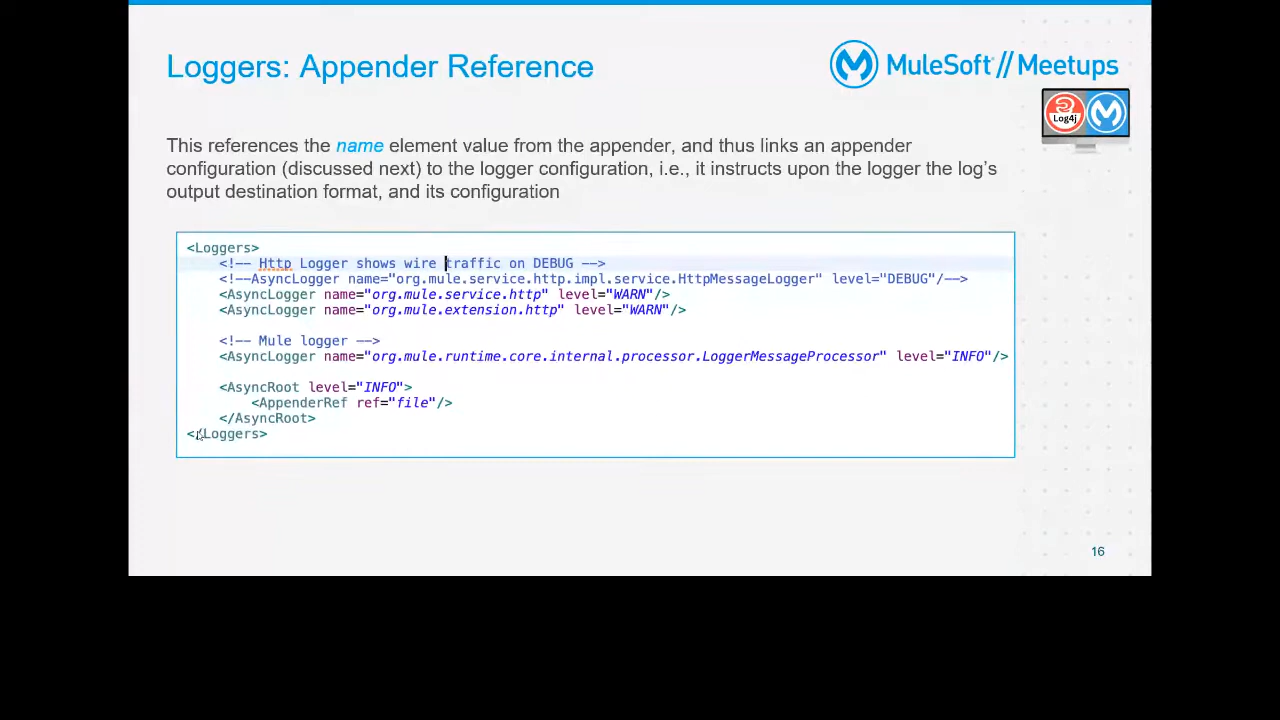 Loggers: Appender Reference
MuleSoft // Meetups
Log4j
This references the name element value from the appender, and thus links an appender
configuration (discussed next) to the logger configuration, i.e., it instructs upon the logger the log's
output destination format, and its configuration
<Loggers>
<!-- Http Logger shows wire traffic on DEBUG -->
<!--AsyncLogger name="org.mule.service.http.impl.service.HttpMessageLogger" level="DEBUG"/-->
<AsyncLogger name="org.mule.service.http" level="WARN"/>
<AsyncLogger name="org.mule.extension.http" level="WARN"/>
<!-- Mule logger -->
<AsyncLogger name="org.mule.runtime.core.internal.processor.LoggerMessageProcessor" level="INFO"/>
<AsyncRoot level="INFO">
<AppenderRef ref="file"/>
</AsyncRoot>
</Loggers>
16